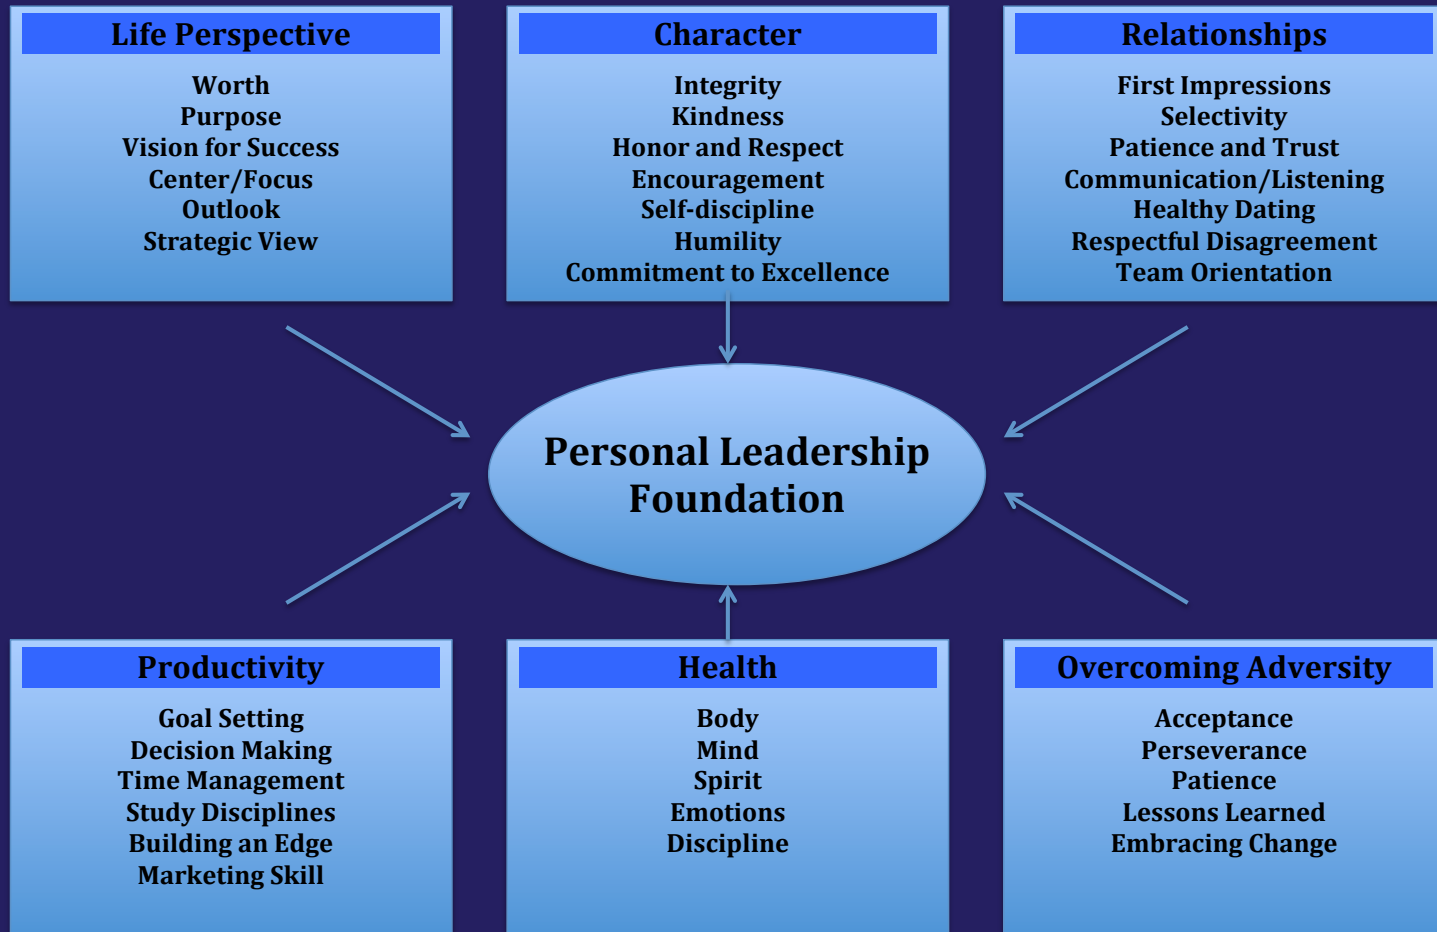 Life Perspective
Worth
Purpose
Vision for Success
Center/Focus
Outlook
Strategic View
Character
Integrity
Kindness
Honor and Respect
Encouragement
Self-discipline
Humility
Commitment to Excellence
Relationships
First Impressions
Selectivity
Patience and Trust
Communication/Listening
Healthy Dating
Respectful Disagreement
Team Orientation
Personal Leadership
Foundation
Productivity
Goal Setting
Decision Making
Time Management
Study Disciplines
Building an Edge
Marketing Skill
Health
Body
Mind
Spirit
Emotions
Discipline
Overcoming Adversity
Acceptance
Perseverance
Patience
Lessons Learned
Embracing Change